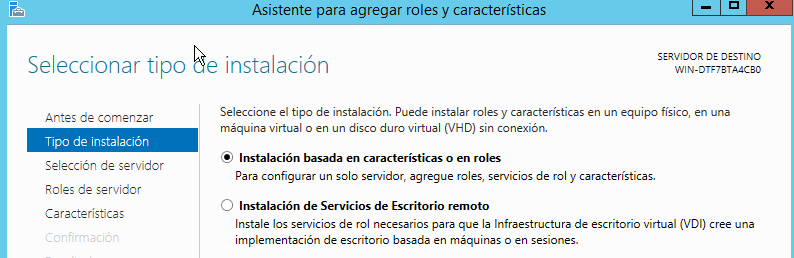 Asistente para agregar roles y características
Seleccionar tipo de instalación
SERVIDOR DE DESTINO
WIN-DTF7BTA4CB0
Antes de comenzar
Tipo de instalación
Selección de servidor
Roles de servidor
Características
Confirmación
Seleccione el tipo de instalación. Puede instalar roles y características en un equipo físico, en una
máquina virtual o en un disco duro virtual (VHD) sin conexión.
Instalación basada en características o en roles
Para configurar un solo servidor, agregue roles, servicios de rol y características.
Instalación de Servicios de Escritorio remoto
Instale los servicios de rol necesarios para que la Infraestructura de escritorio virtual (VDI) cree una
implementación de escritorio basada en máquinas o en sesiones.